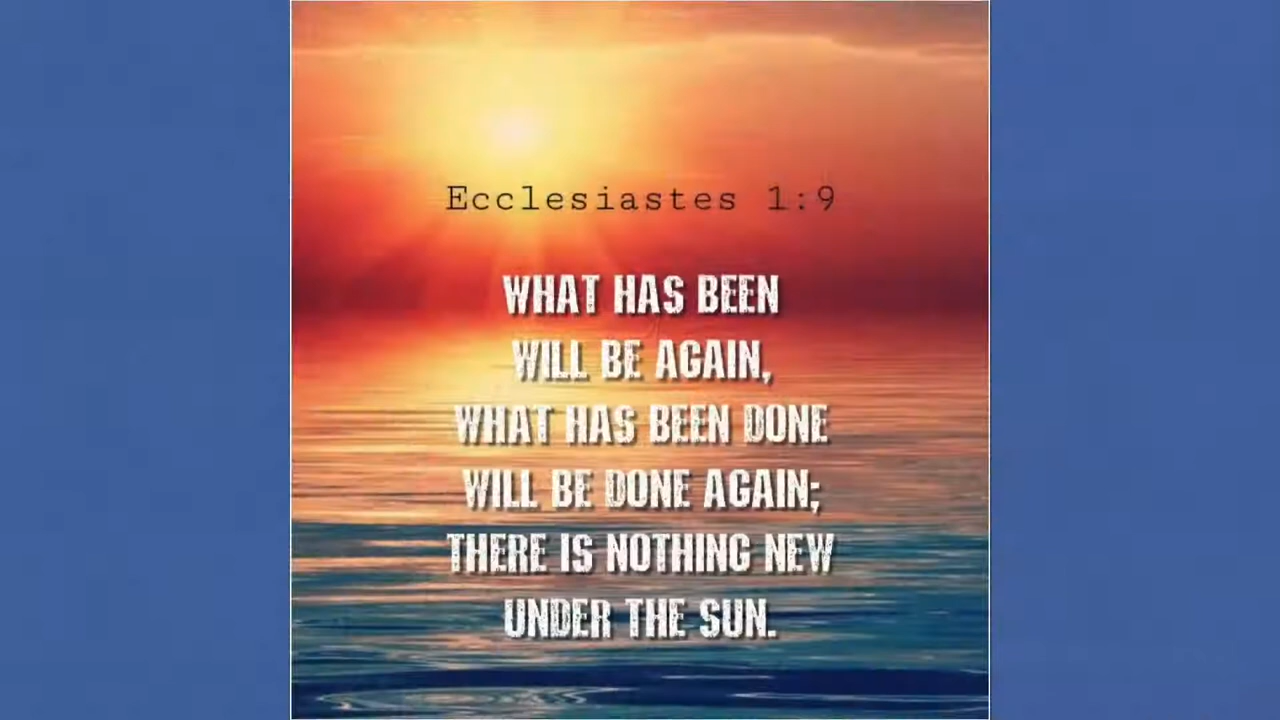 Ecclesiastes 1:9
WHAT HAS BEEN
WILL BE AGAIN,
WHAT HAS BEEN DONE
WILL BE DONE AGAIN;
THERE IS NOTHING NEW
UNDER THE SUN.